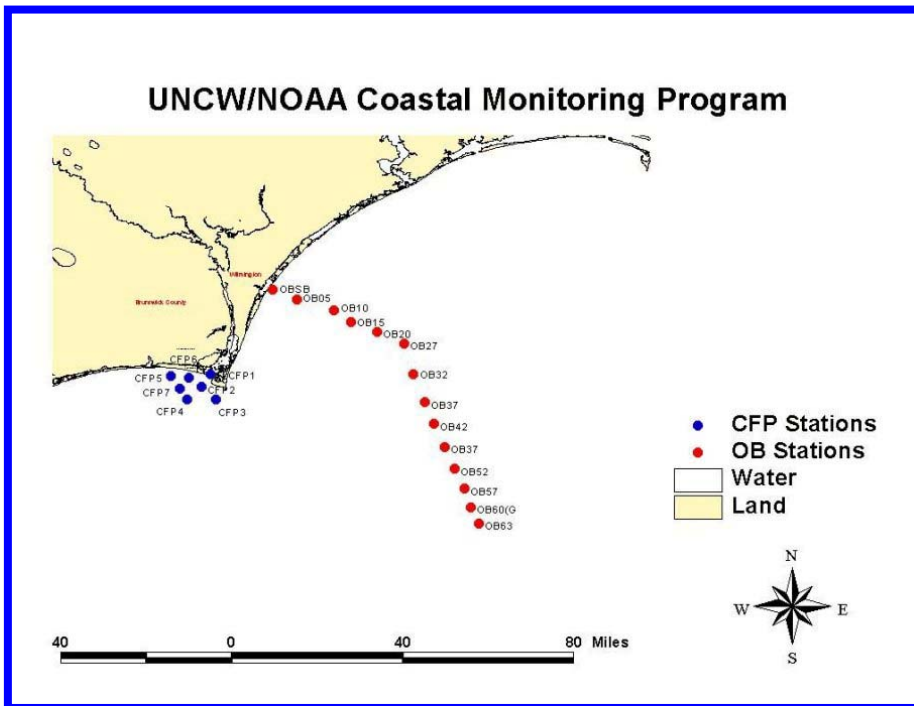 UNCW/NOAA Coastal Monitoring Program
Wilmington
Brunswick County
OBSB
OB05
OB10
OB15
OB20
OB27
OB32
OB37
OB42
OB37
OB52
OB57
OB60(G
OB63
CFP6
CFP1
CFP5
CFP2
CFP7
CFP4
CFP3
CFP Stations
OB Stations
Water
Land
N
W E
S
40 0 40 80 Miles